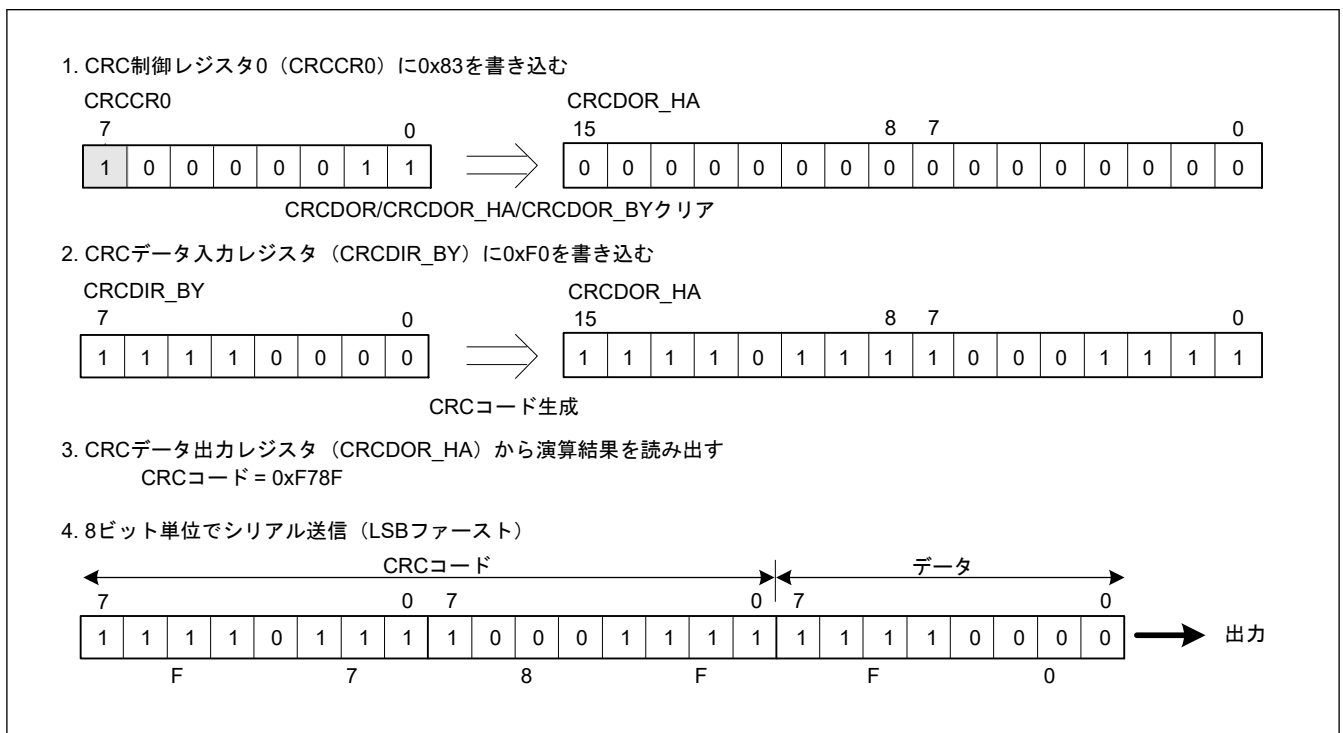 1. CRC制御レジスタ0（CRCCR0）に0x83を書き込む
CRCCR0 CRCDOR_HA
7 0 15 8 7 0
1 0 0 0 0 0 1 1 0 0 0 0 0 0 0 0 0 0 0 0 0 0 0 0
CRCDOR/CRCDOR_HA/CRCDOR_BYクリア
2. CRCデータ入力レジスタ（CRCDIR_BY）に0xF0を書き込む
CRCDIR_BY CRCDOR_HA
7 0 15 8 7 0
1 1 1 1 0 0 0 0 1 1 1 1 0 1 1 1 1 0 0 0 1 1 1 1
CRCコード生成
3. CRCデータ出力レジスタ（CRCDOR_HA）から演算結果を読み出す
CRCコード = 0xF78F
4. 8ビット単位でシリアル送信（LSBファースト）
CRCコード データ
7 0 7 0 7 0
1 1 1 1 0 1 1 1 1 0 0 0 1 1 1 1 1 1 1 1 0 0 0 0 出力
F 7 8 F F 0